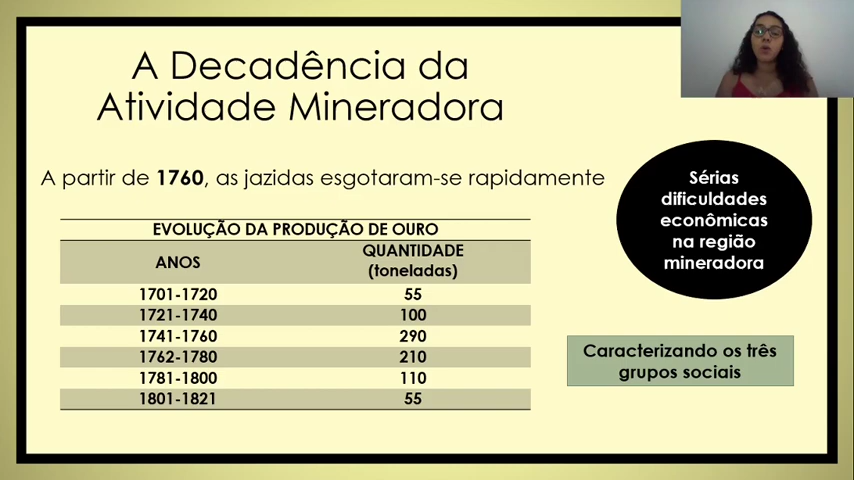 A Decadência da
Atividade Mineradora
A partir de 1760, as jazidas esgotaram-se rapidamente
EVOLUÇÃO DA PRODUÇÃO DE OURO
ANOS QUANTIDADE (toneladas)
1701-1720 55
1721-1740 100
1741-1760 290
1762-1780 210
1781-1800 110
1801-1821 55
Sérias
dificuldades
econômicas
na região
mineradora
Caracterizando os três
grupos sociais